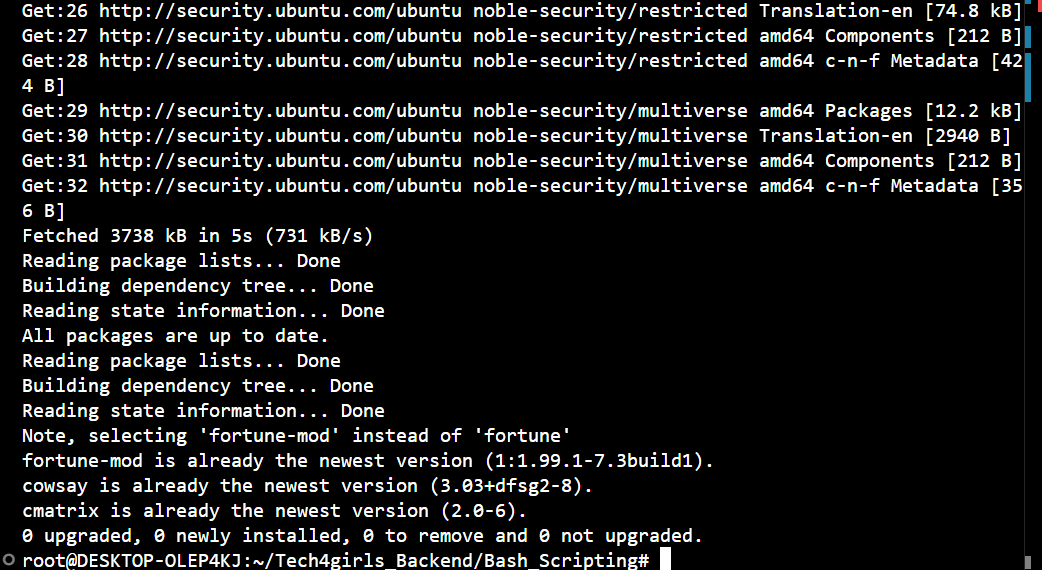 Get:26 http://security.ubuntu.com/ubuntu noble-security/restricted Translation-en [74.8 kB]
Get:27 http://security.ubuntu.com/ubuntu noble-security/restricted amd64 Components [212 B]
Get:28 http://security.ubuntu.com/ubuntu noble-security/restricted amd64 c-n-f Metadata [42
4 B]
Get:29 http://security.ubuntu.com/ubuntu noble-security/multiverse amd64 Packages [12.2 kB]
Get:30 http://security.ubuntu.com/ubuntu noble-security/multiverse Translation-en [2940 B]
Get:31 http://security.ubuntu.com/ubuntu noble-security/multiverse amd64 Components [212 B]
Get:32 http://security.ubuntu.com/ubuntu noble-security/multiverse amd64 c-n-f Metadata [35
6 B]
Fetched 3738 kB in 5s (731 kB/s)
Reading package lists... Done
Building dependency tree... Done
Reading state information... Done
All packages are up to date.
Reading package lists... Done
Building dependency tree... Done
Reading state information... Done
Note, selecting 'fortune-mod' instead of 'fortune'
fortune-mod is already the newest version (1:1.99.1-7.3build1).
cowsay is already the newest version (3.03+dfsg2-8).
cmatrix is already the newest version (2.0-6).
0 upgraded, 0 newly installed, 0 to remove and 0 not upgraded.
root@DESKTOP-OLEP4KJ:~/Tech4girls_Backend/Bash_Scripting#